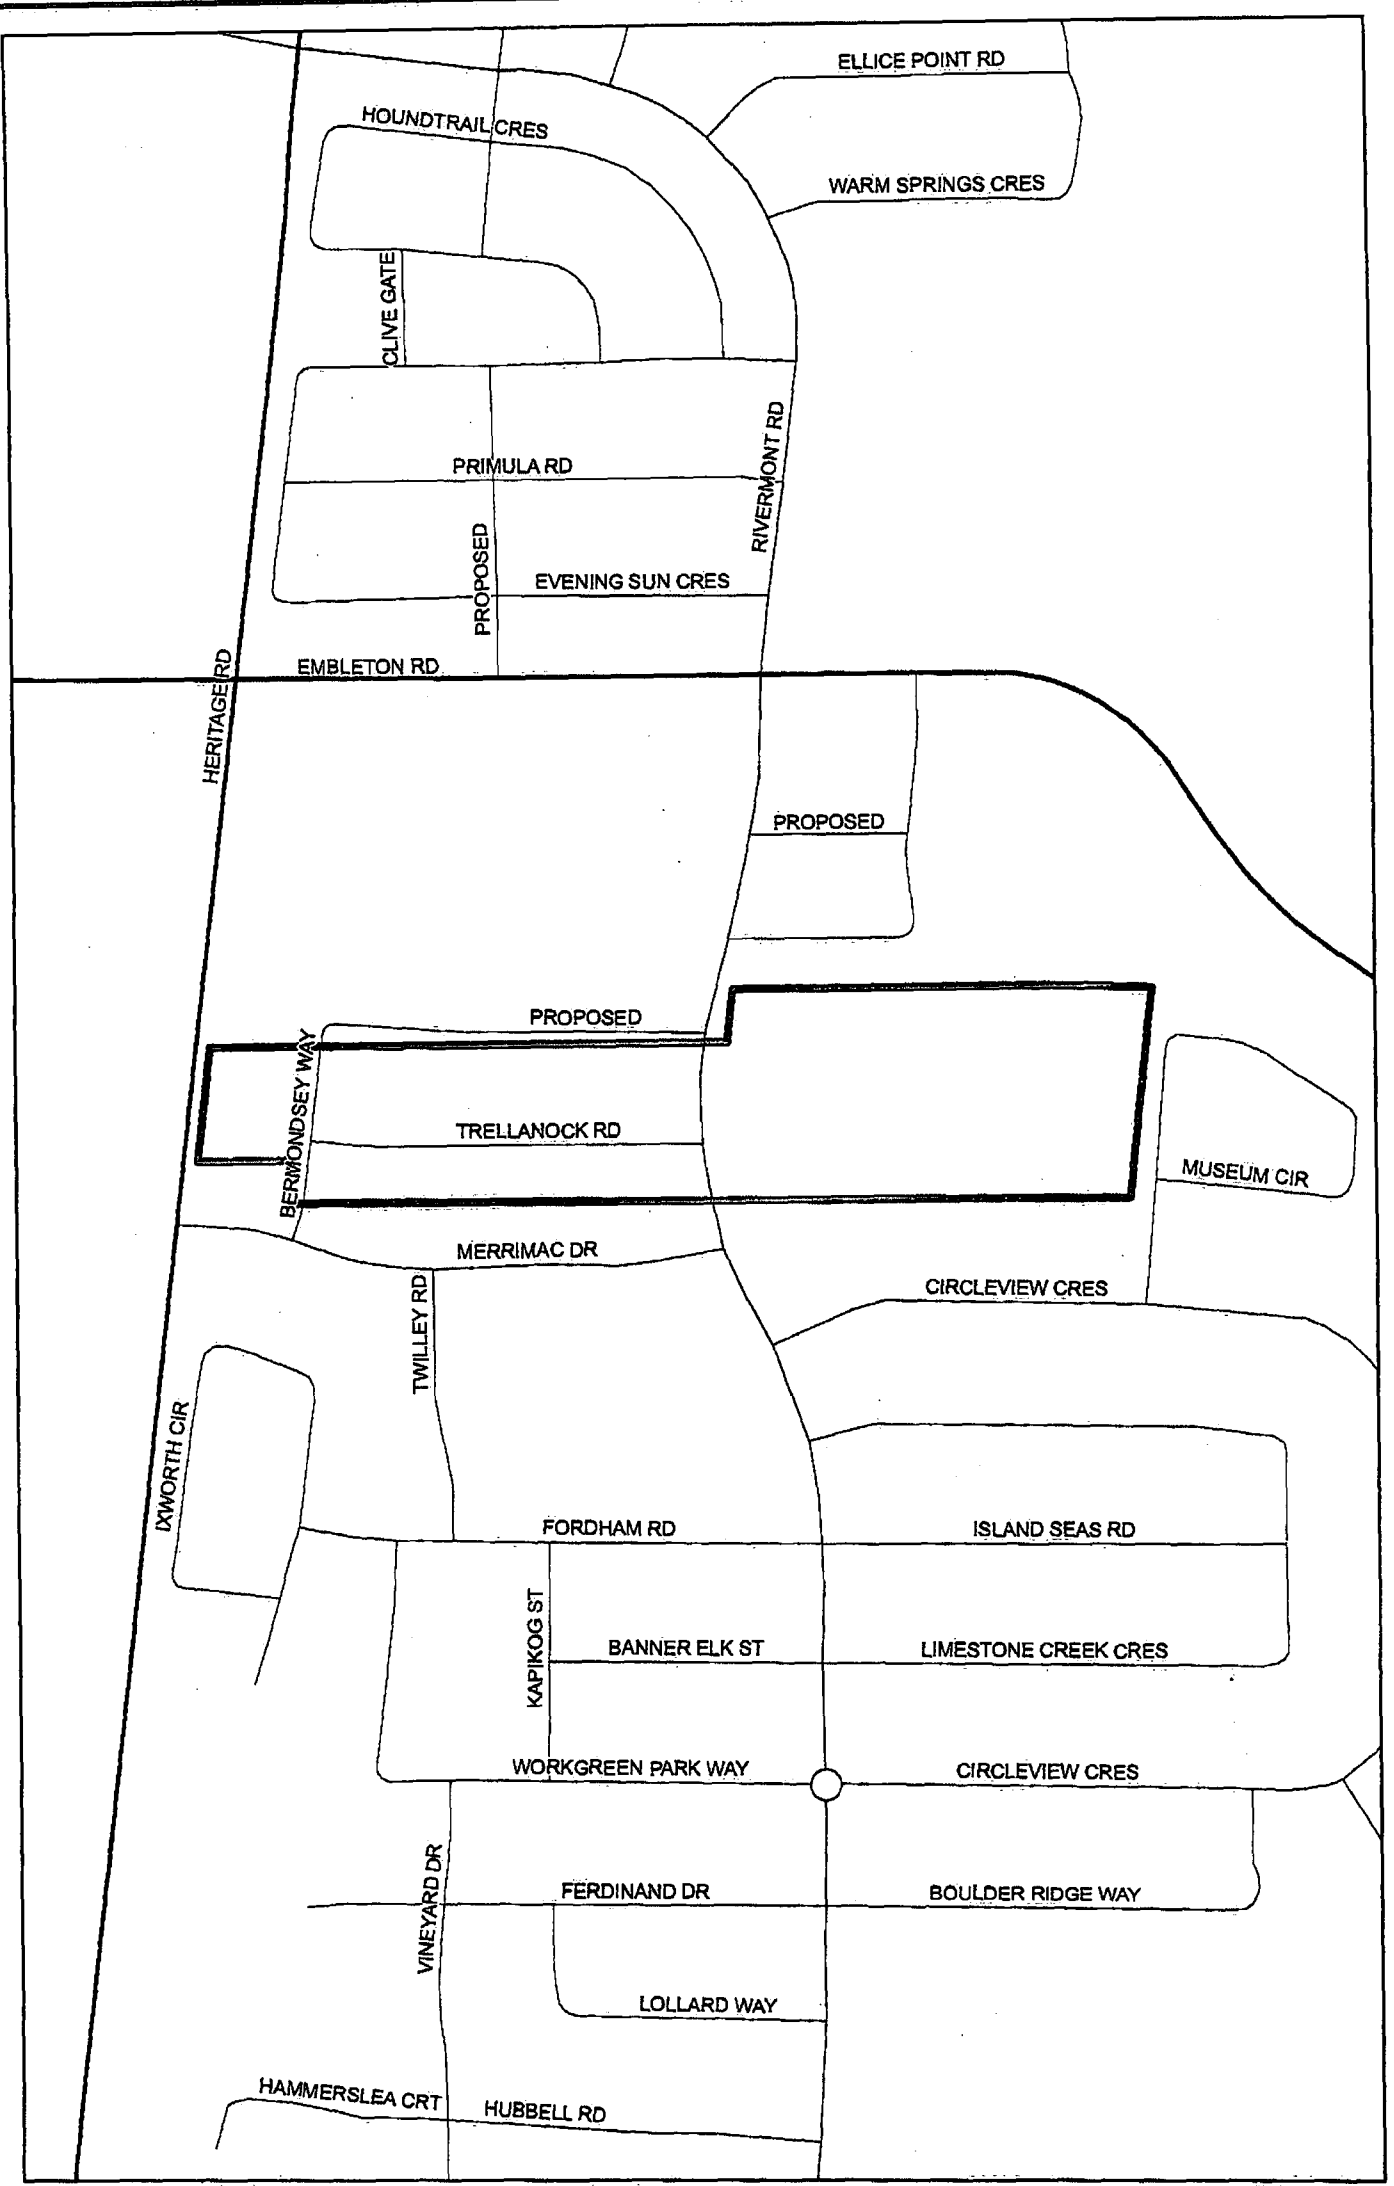 ELLICE POINT RD
HOUNDTRAIL CRES
WARM SPRINGS CRES
CLIVE GATE
RIVERMONT RD
PRIMULA RD
PROPOSED
EVENING SUN CRES
EMBLETON RD
HERITAGE RD
PROPOSED
PROPOSED
BERMONDSEY WAY
TRELLANOCK RD
MUSEUM CIR
MERRIMAC DR
CIRCLEVIEW CRES
TWILLEY RD
IXWORTH CIR
FORDHAM RD
ISLAND SEAS RD
KAPIKOG ST
BANNER ELK ST
LIMESTONE CREEK CRES
WORKGREEN PARK WAY
CIRCLEVIEW CRES
VINEYARD DR
FERDINAND DR
BOULDER RIDGE WAY
LOLLARD WAY
HAMMERSLEA CRT
HUBBELL RD